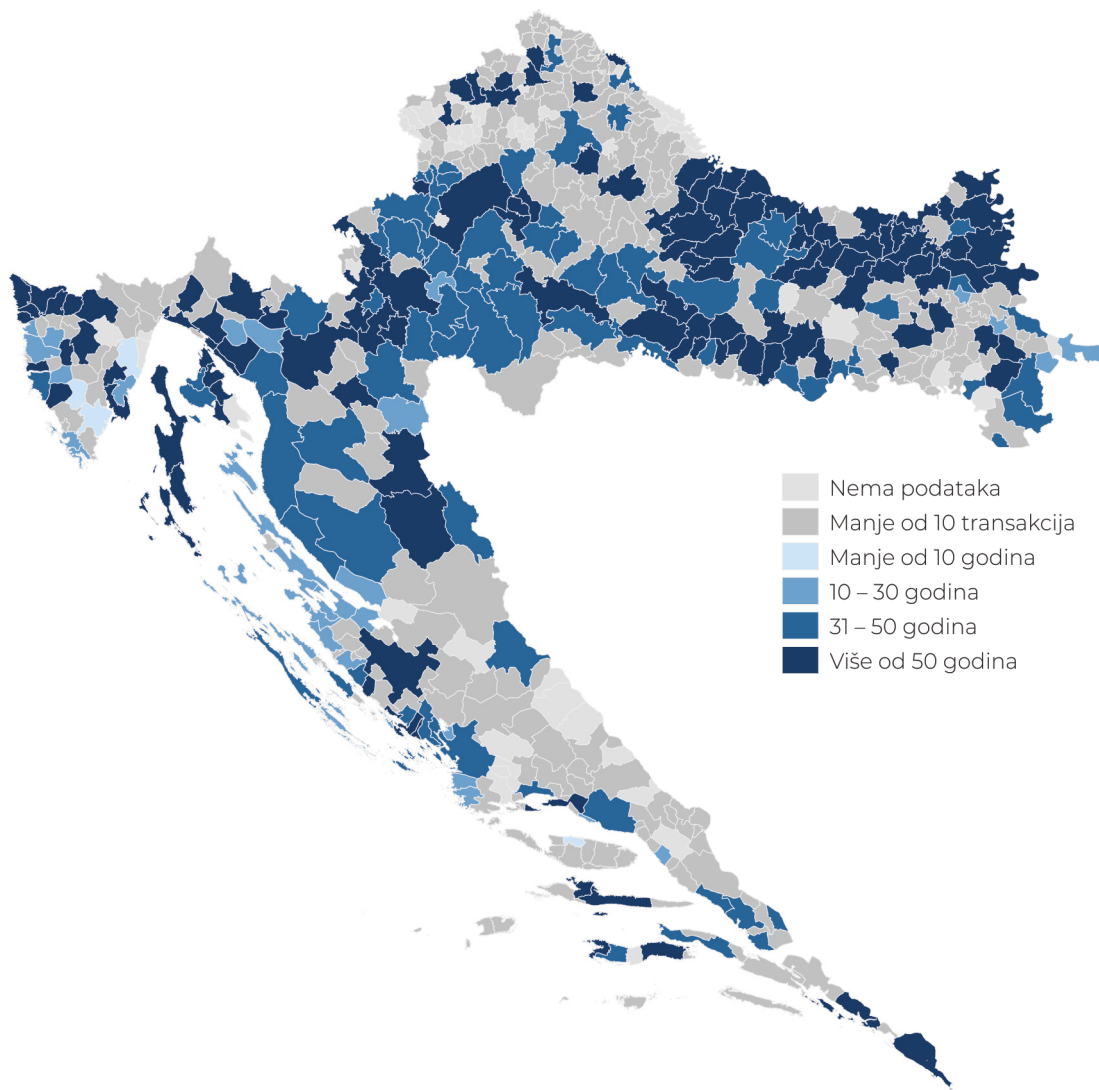 Nema podataka
Manje od 10 transakcija
Manje od 10 godina
10 – 30 godina
31 – 50 godina
Više od 50 godina